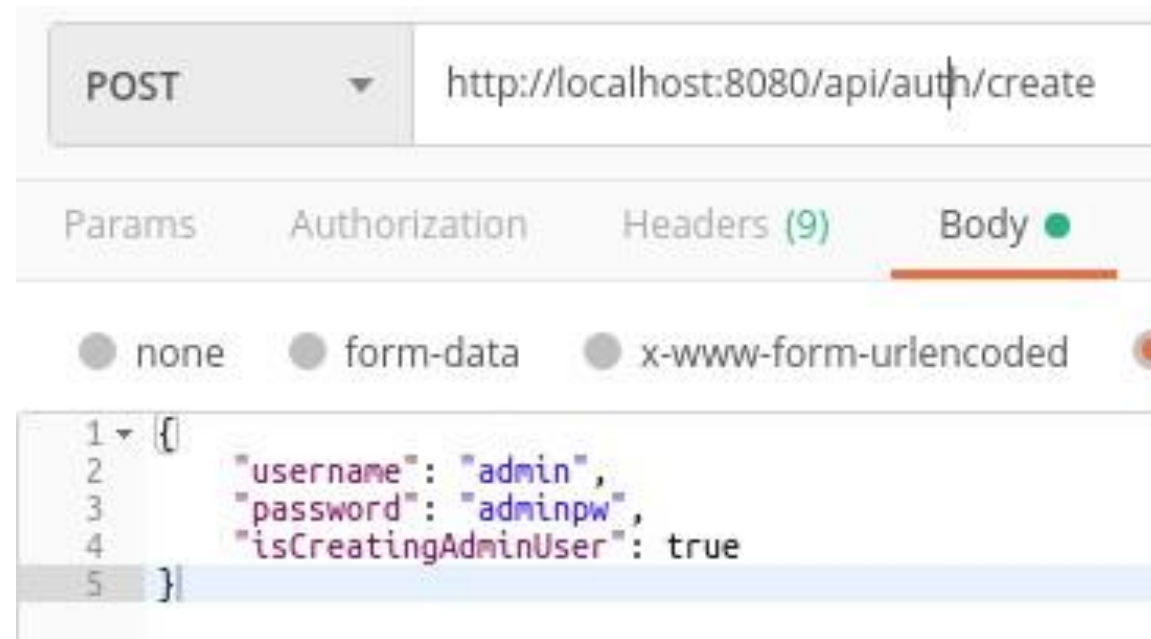 POST http://localhost:8080/api/auth/create
Params Authorization Headers (9) Body
none form-data x-www-form-urlencoded
1 {
2 "username": "admin",
3 "password": "adminpw",
4 "isCreatingAdminUser": true
5 }